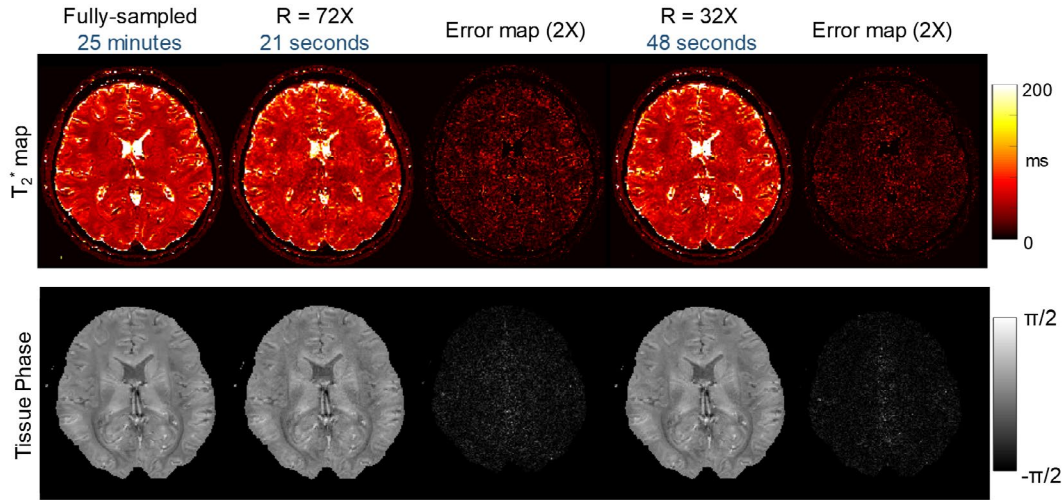 Fully-sampled
25 minutes
R = 72X
21 seconds
Error map (2X)
R = 32X
48 seconds
Error map (2X)
T₂* map
200
ms
0
Tissue Phase
π/2
-π/2